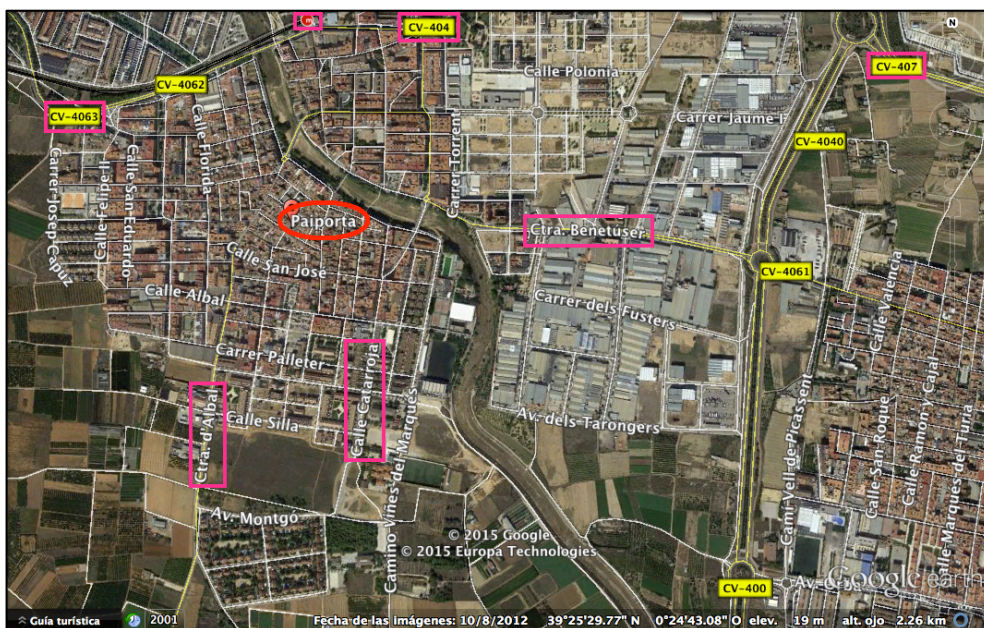 CV-404
N
CV-407
Calle Polonia
CV-4062
CV-4063
Carrer Jaume I
CV-4040
Calle Florida
Carrer Torrent
Carrer Josep Capuz
Calle Felipe II
Calle San Eduardo
Paiporta
Ctra. Benetúser
Calle San José
CV-4061
Calle Valencia
Calle Albal
Carrer dels Fusters
Carrer Palleter
Calle Catarroja
Ctra. d'Albal
Calle Silla
Av. dels Tarongers
Camino Viñes del Marqués
Camí Vell de Picassent
Calle San Roque
Calle Ramon y Cajal
Calle Marques del Turia
Av. Montgó
© 2015 Google
© 2015 Europa Technologies
CV-400
Google earth
Guía turística
2001
Fecha de las imágenes: 10/8/2012 39°25'29.77" N 0°24'43.08" O elev. 19 m alt. ojo 2.26 km